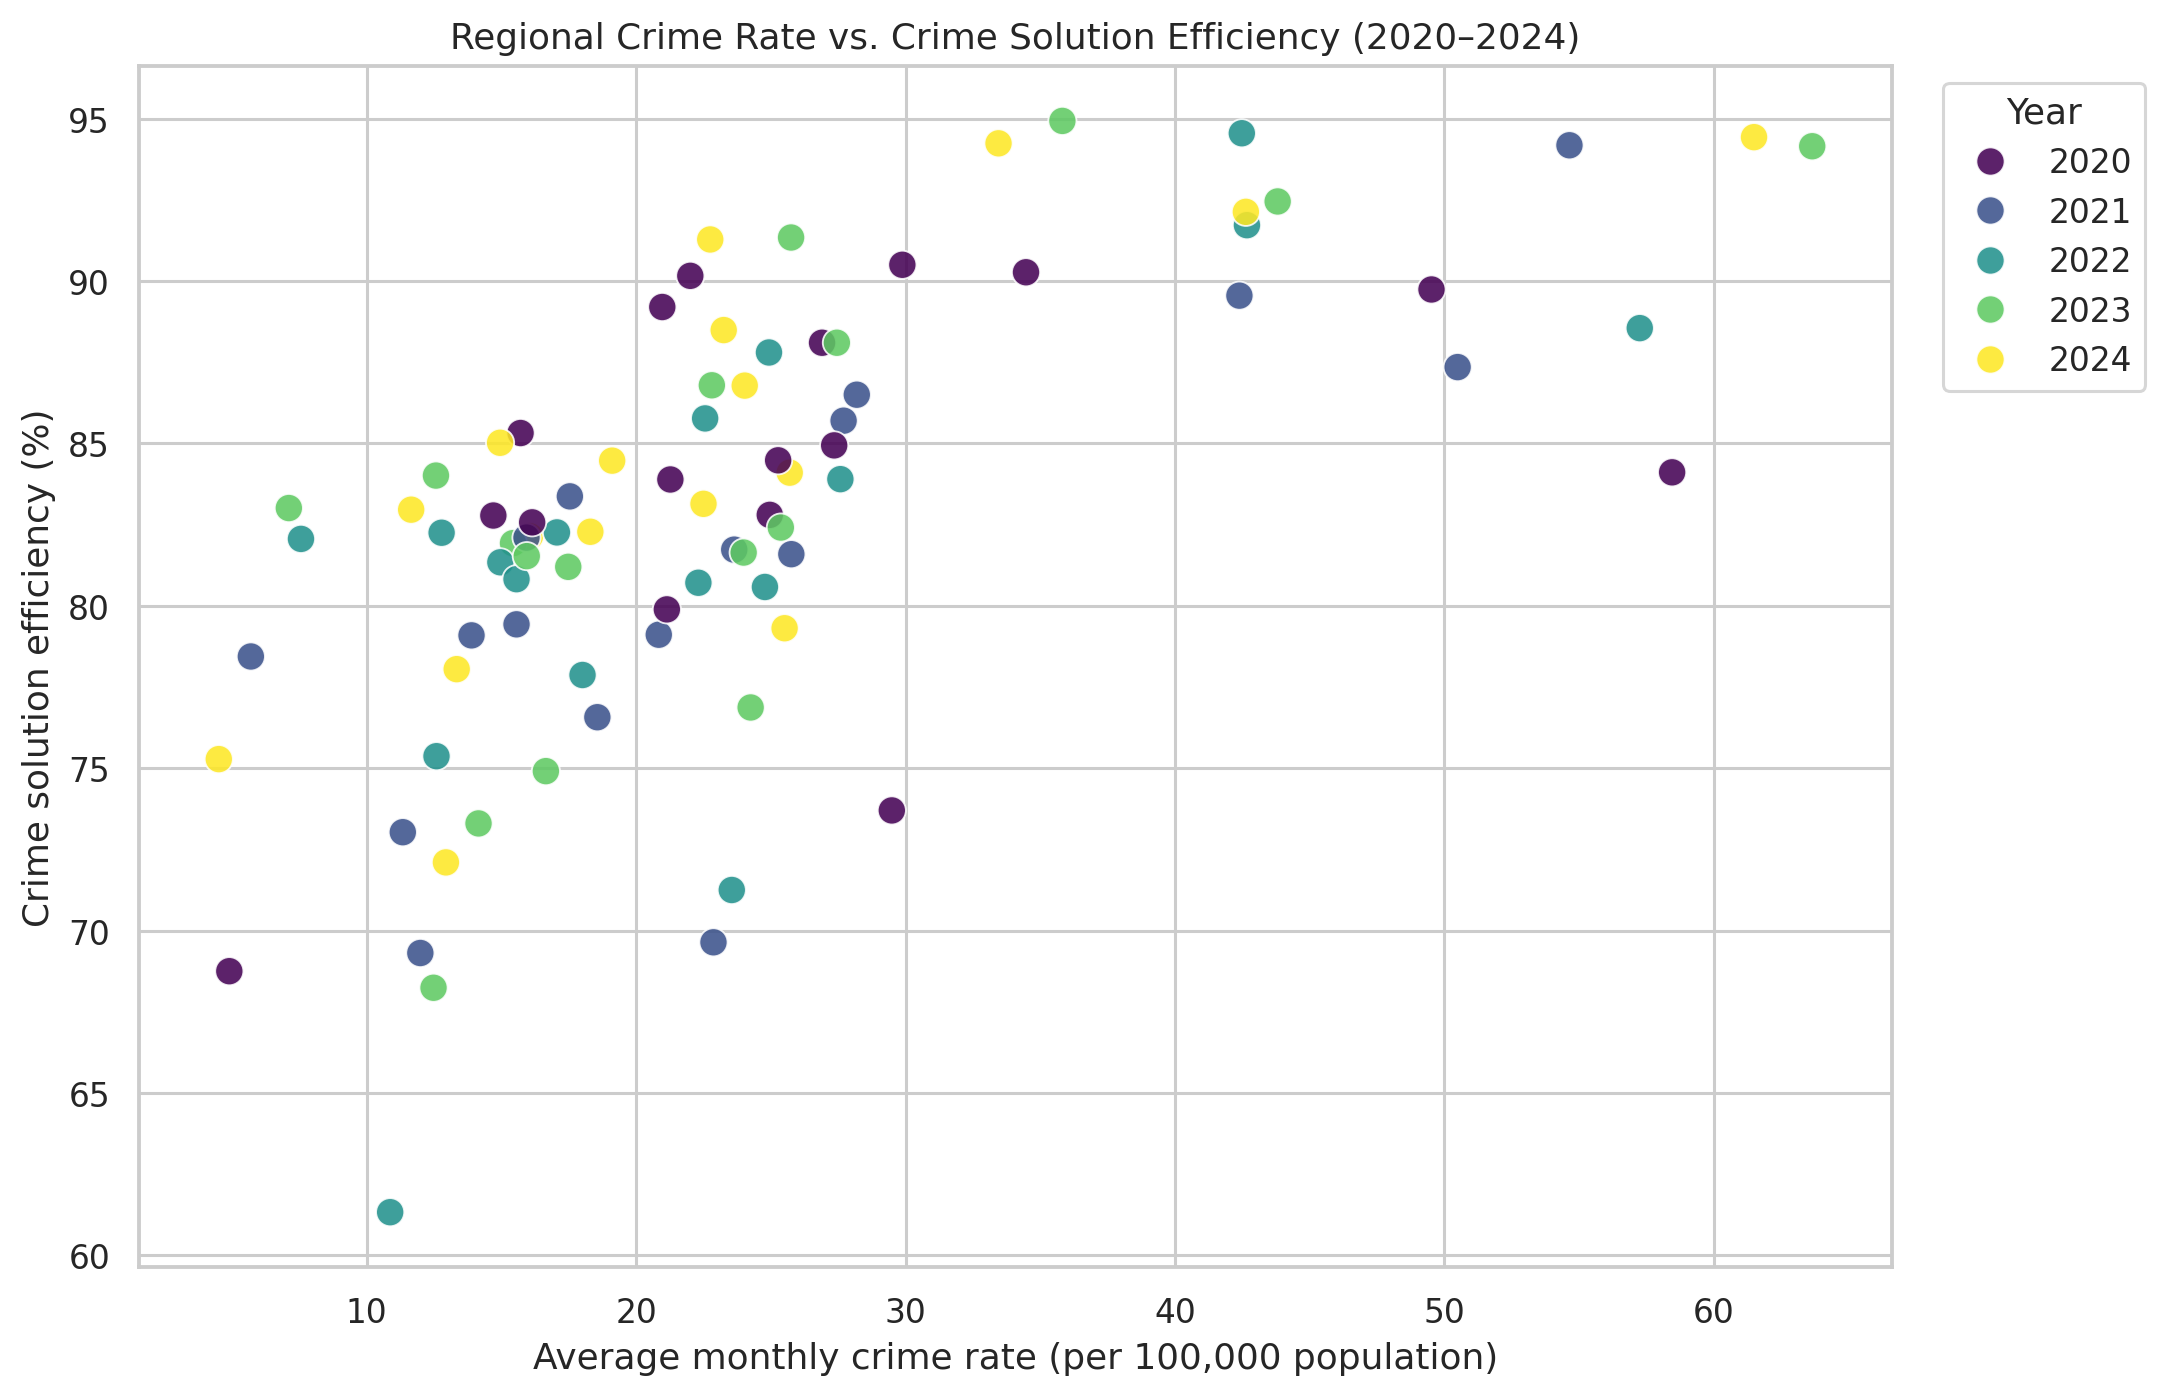 Regional Crime Rate vs. Crime Solution Efficiency (2020–2024)
Year
2020
2021
2022
2023
2024
Crime solution efficiency (%)
95
90
85
80
75
70
65
60
10 20 30 40 50 60
Average monthly crime rate (per 100,000 population)